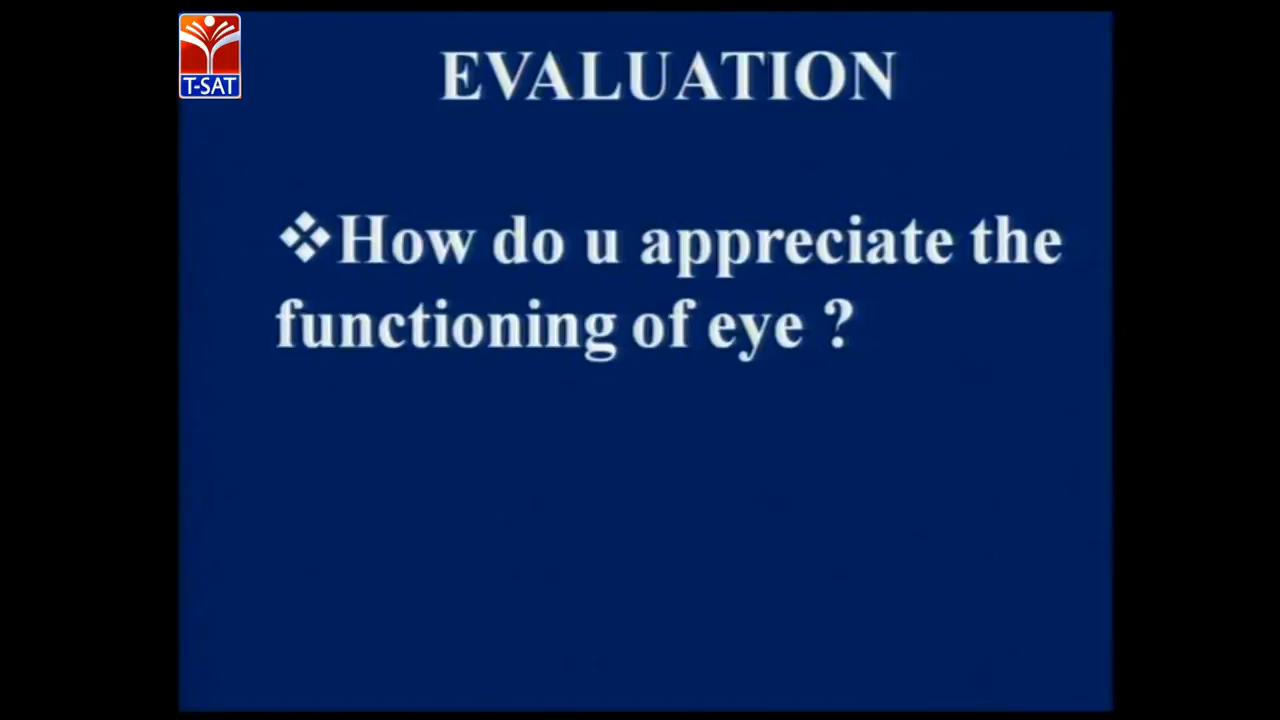 T-SAT
EVALUATION
❖How do u appreciate the
functioning of eye ?